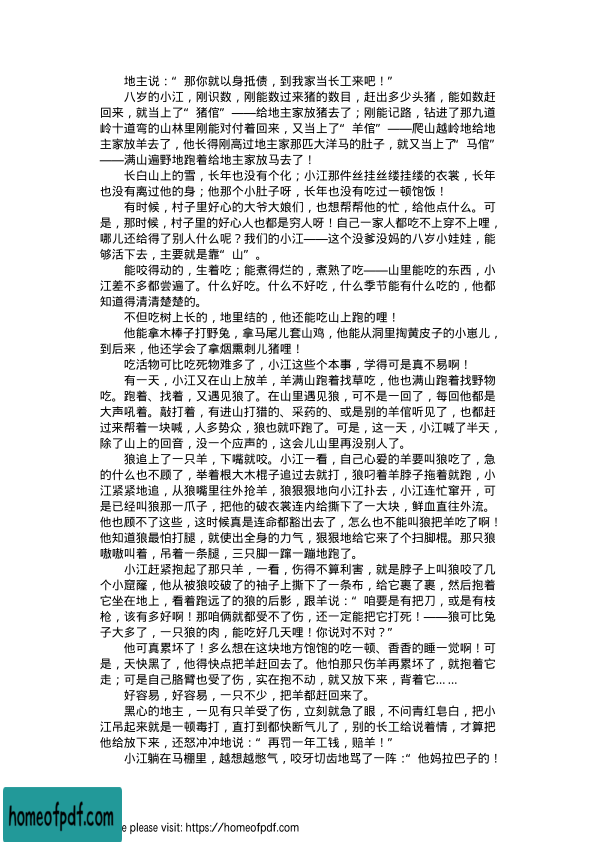 地主说：“那你就以身抵债，到我家当长工来吧！”
八岁的小江，刚识数，刚能数过来猪的数目，赶出多少头猪，能如数赶
回来，就当上了“猪倌”——给地主家放猪去了；刚能记路，钻进了那九道
岭十道弯的山林里刚能对付着回来，又当上了“羊倌”——爬山越岭地给地
主家放羊去了，他长得刚高过地主家那匹大洋马的肚子，就又当上了“马倌”
——满山遍野地跑着给地主家放马去了！
长白山上的雪，长年也没有个化；小江那件丝挂丝缕挂缕的衣裳，长年
也没有离过他的身；他那个小肚子呀，长年也没有吃过一顿饱饭！
有时候，村子里好心的大爷大娘们，也想帮帮他的忙，给他点什么。可
是，那时候，村子里的好心人也都是穷人呀！自己一家人都吃不上穿不上哩，
哪儿还给得了别人什么呢？我们的小江——这个没爹没妈的八岁小娃娃，能
够活下去，主要就是靠“山”。
能咬得动的，生着吃；能煮得烂的，煮熟了吃——山里能吃的东西，小
江差不多都尝遍了。什么好吃。什么不好吃，什么季节能有什么吃的，他都
知道得清清楚楚的。
不但吃树上长的，地里结的，他还能吃山上跑的哩！
他能拿木棒子打野兔，拿马尾儿套山鸡，他能从洞里掏黄皮子的小崽儿，
到后来，他还学会了拿烟熏刺儿猪哩！
吃活物可比吃死物难多了，小江这些个本事，学得可是真不易啊！
有一天，小江又在山上放羊，羊满山跑着找草吃，他也满山跑着找野物
吃。跑着、找着，又遇见狼了。在山里遇见狼，可不是一回了，每回他都是
大声吼着。敲打着，有进山打猎的、采药的、或是别的羊倌听见了，也都赶
过来帮着一块喊，人多势众，狼也就吓跑了。可是，这一天，小江喊了半天，
除了山上的回音，没一个应声的，这会儿山里再没别人了。
狼追上了一只羊，下嘴就咬。小江一看，自己心爱的羊要叫狼吃了，急
的什么也不顾了，举着根大木棍子追过去就打，狼叼着羊脖子拖着就跑，小
江紧紧地追，从狼嘴里往外抢羊，狼狠狠地向小江扑去，小江连忙窜开，可
是已经叫狼那一爪子，把他的破衣裳连内给撕下了一大块，鲜血直往外流。
他也顾不了这些，这时候真是连命都豁出去了，怎么也不能叫狼把羊吃了啊！
他知道狼最怕打腿，就使出全身的力气，狠狠地给它来了个扫脚棍。那只狼
嗷嗷叫着，吊着一条腿，三只脚一蹿一蹦地跑了。
小江赶紧抱起了那只羊，一看，伤得不算利害，就是脖子上叫狼咬了几
个小窟窿，他从被狼咬破了的袖子上撕下了一条布，给它裹了裹，然后抱着
它坐在地上，看着跑远了的狼的后影，跟羊说：“咱要是有把刀，或是有枝
枪，该有多好啊！那咱俩就都受不了伤，还一定能把它打死！——狼可比兔
子大多了，一只狼的肉，能吃好几天哩！你说对不对？”
他可真累坏了！多么想在这块地方饱饱的吃一顿、香香的睡一觉啊！可
是，天快黑了，他得快点把羊赶回去了。他怕那只伤羊再累坏了，就抱着它
走；可是自己胳臂也受了伤，实在抱不动，就又放下来，背着它……
好容易，好容易，一只不少，把羊都赶回来了。
黑心的地主，一见有只羊受了伤，立刻就急了眼，不问青红皂白，把小
江吊起来就是一顿毒打，直打到都快断气儿了，别的长工给说着情，才算把
他给放下来，还怒冲冲地说：“再罚一年工钱，赔羊！”
小江躺在马棚里，越想越憋气，咬牙切齿地骂了一阵：“他妈拉巴子的！
homeofpdf.com
e please visit: https://homeofpdf.com